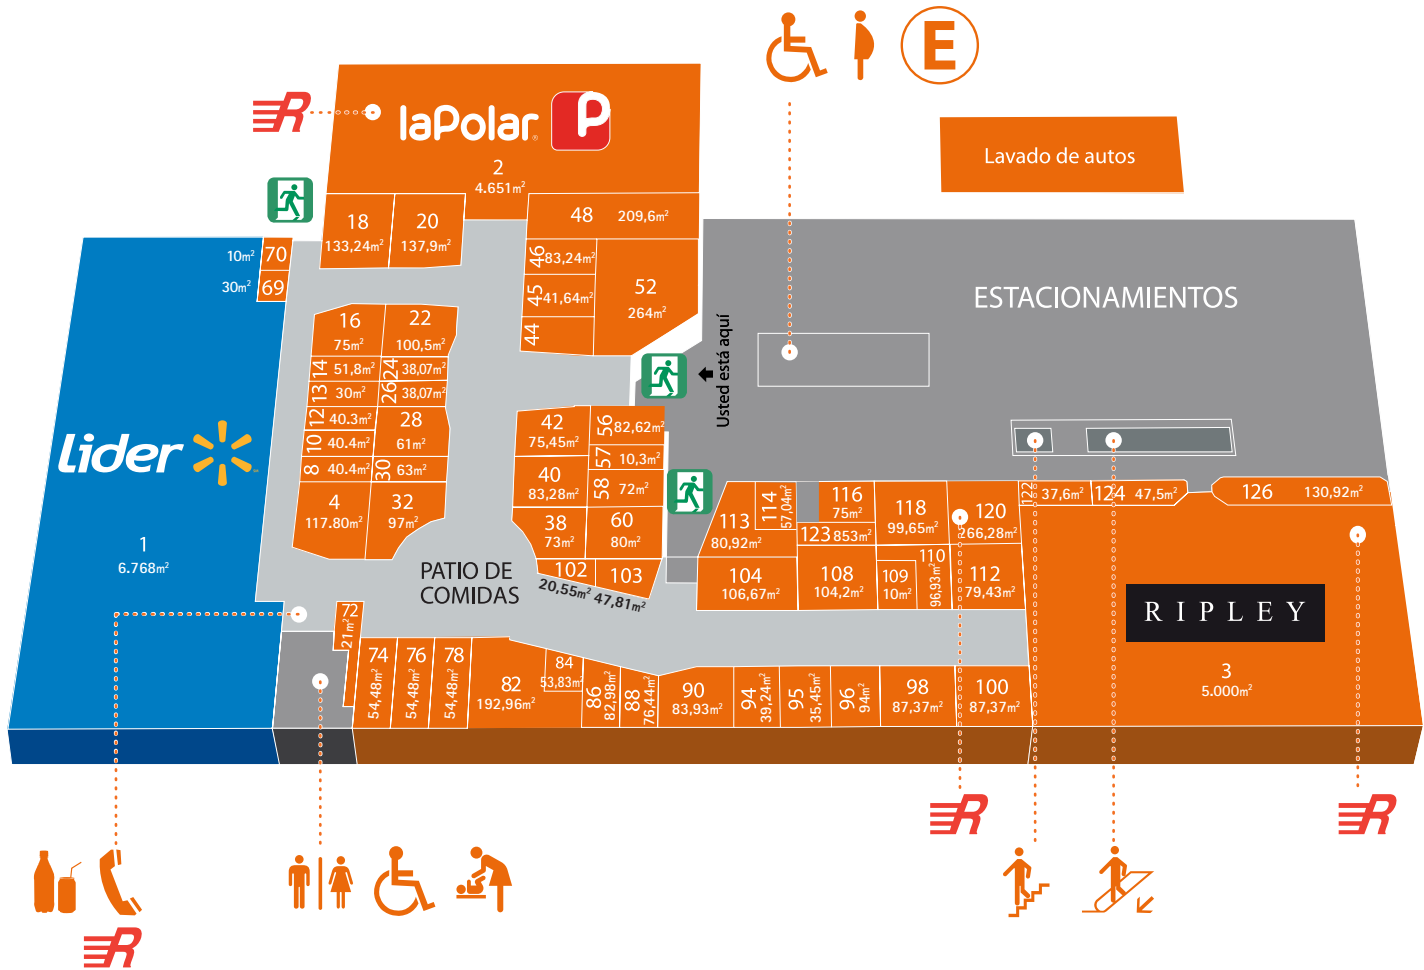 E
Lavado de autos
R
laPolar
P
2
4.651m²
18
133,24m²
20
137,9m²
48 209,6m²
10m² 70
30m² 69
46 83,24m²
45 41,64m²
44
52
264m²
ESTACIONAMIENTOS
Usted está aquí
16
75m²
22
100,5m²
14 51,8m²
24 38,07m²
13 30m²
26 38,07m²
12 40.3m²
28
61m²
10 40.4m²
8 40.4m²
30 63m²
4
117.80m²
32
97m²
42
75,45m²
56 82,62m²
57 10,3m²
40
83,28m²
58 72m²
38
73m²
60
80m²
102
20,55m²
103
47,81m²
lider
1
6.768m²
PATIO DE
COMIDAS
113
80,92m²
114
57,04m²
116
75m²
123 853m²
118
99,65m²
120
266,28m²
37,6m²
124 47,5m²
126 130,92m²
104
106,67m²
108
104,2m²
109
10m²
110
96,93m²
112
79,43m²
RIPLEY
3
5.000m²
72
21m²
74
54,48m²
76
54,48m²
78
54,48m²
82
192,96m²
84
53,83m²
86
82,98m²
88
76,44m²
90
83,93m²
94
39,24m²
95
35,45m²
96
94m²
98
87,37m²
100
87,37m²
R
R
R